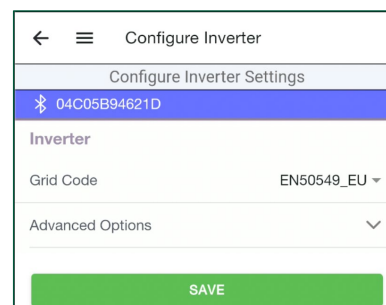 Configure Inverter
Configure Inverter Settings
04C05B94621D
Inverter
Grid Code EN50549_EU
Advanced Options
SAVE